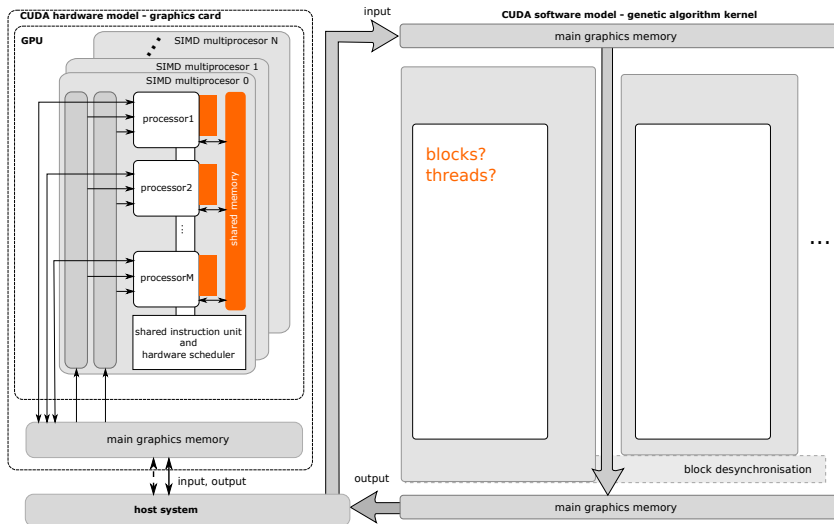 CUDA hardware model - graphics card
GPU
SIMD multiprocesor N
SIMD multiprocesor 1
SIMD multiprocesor 0
processor1
processor2
...
processorM
shared memory
shared instruction unit
and
hardware scheduler
main graphics memory
input, output
host system
input
output
CUDA software model - genetic algorithm kernel
main graphics memory
blocks?
threads?
...
block desynchronisation
main graphics memory